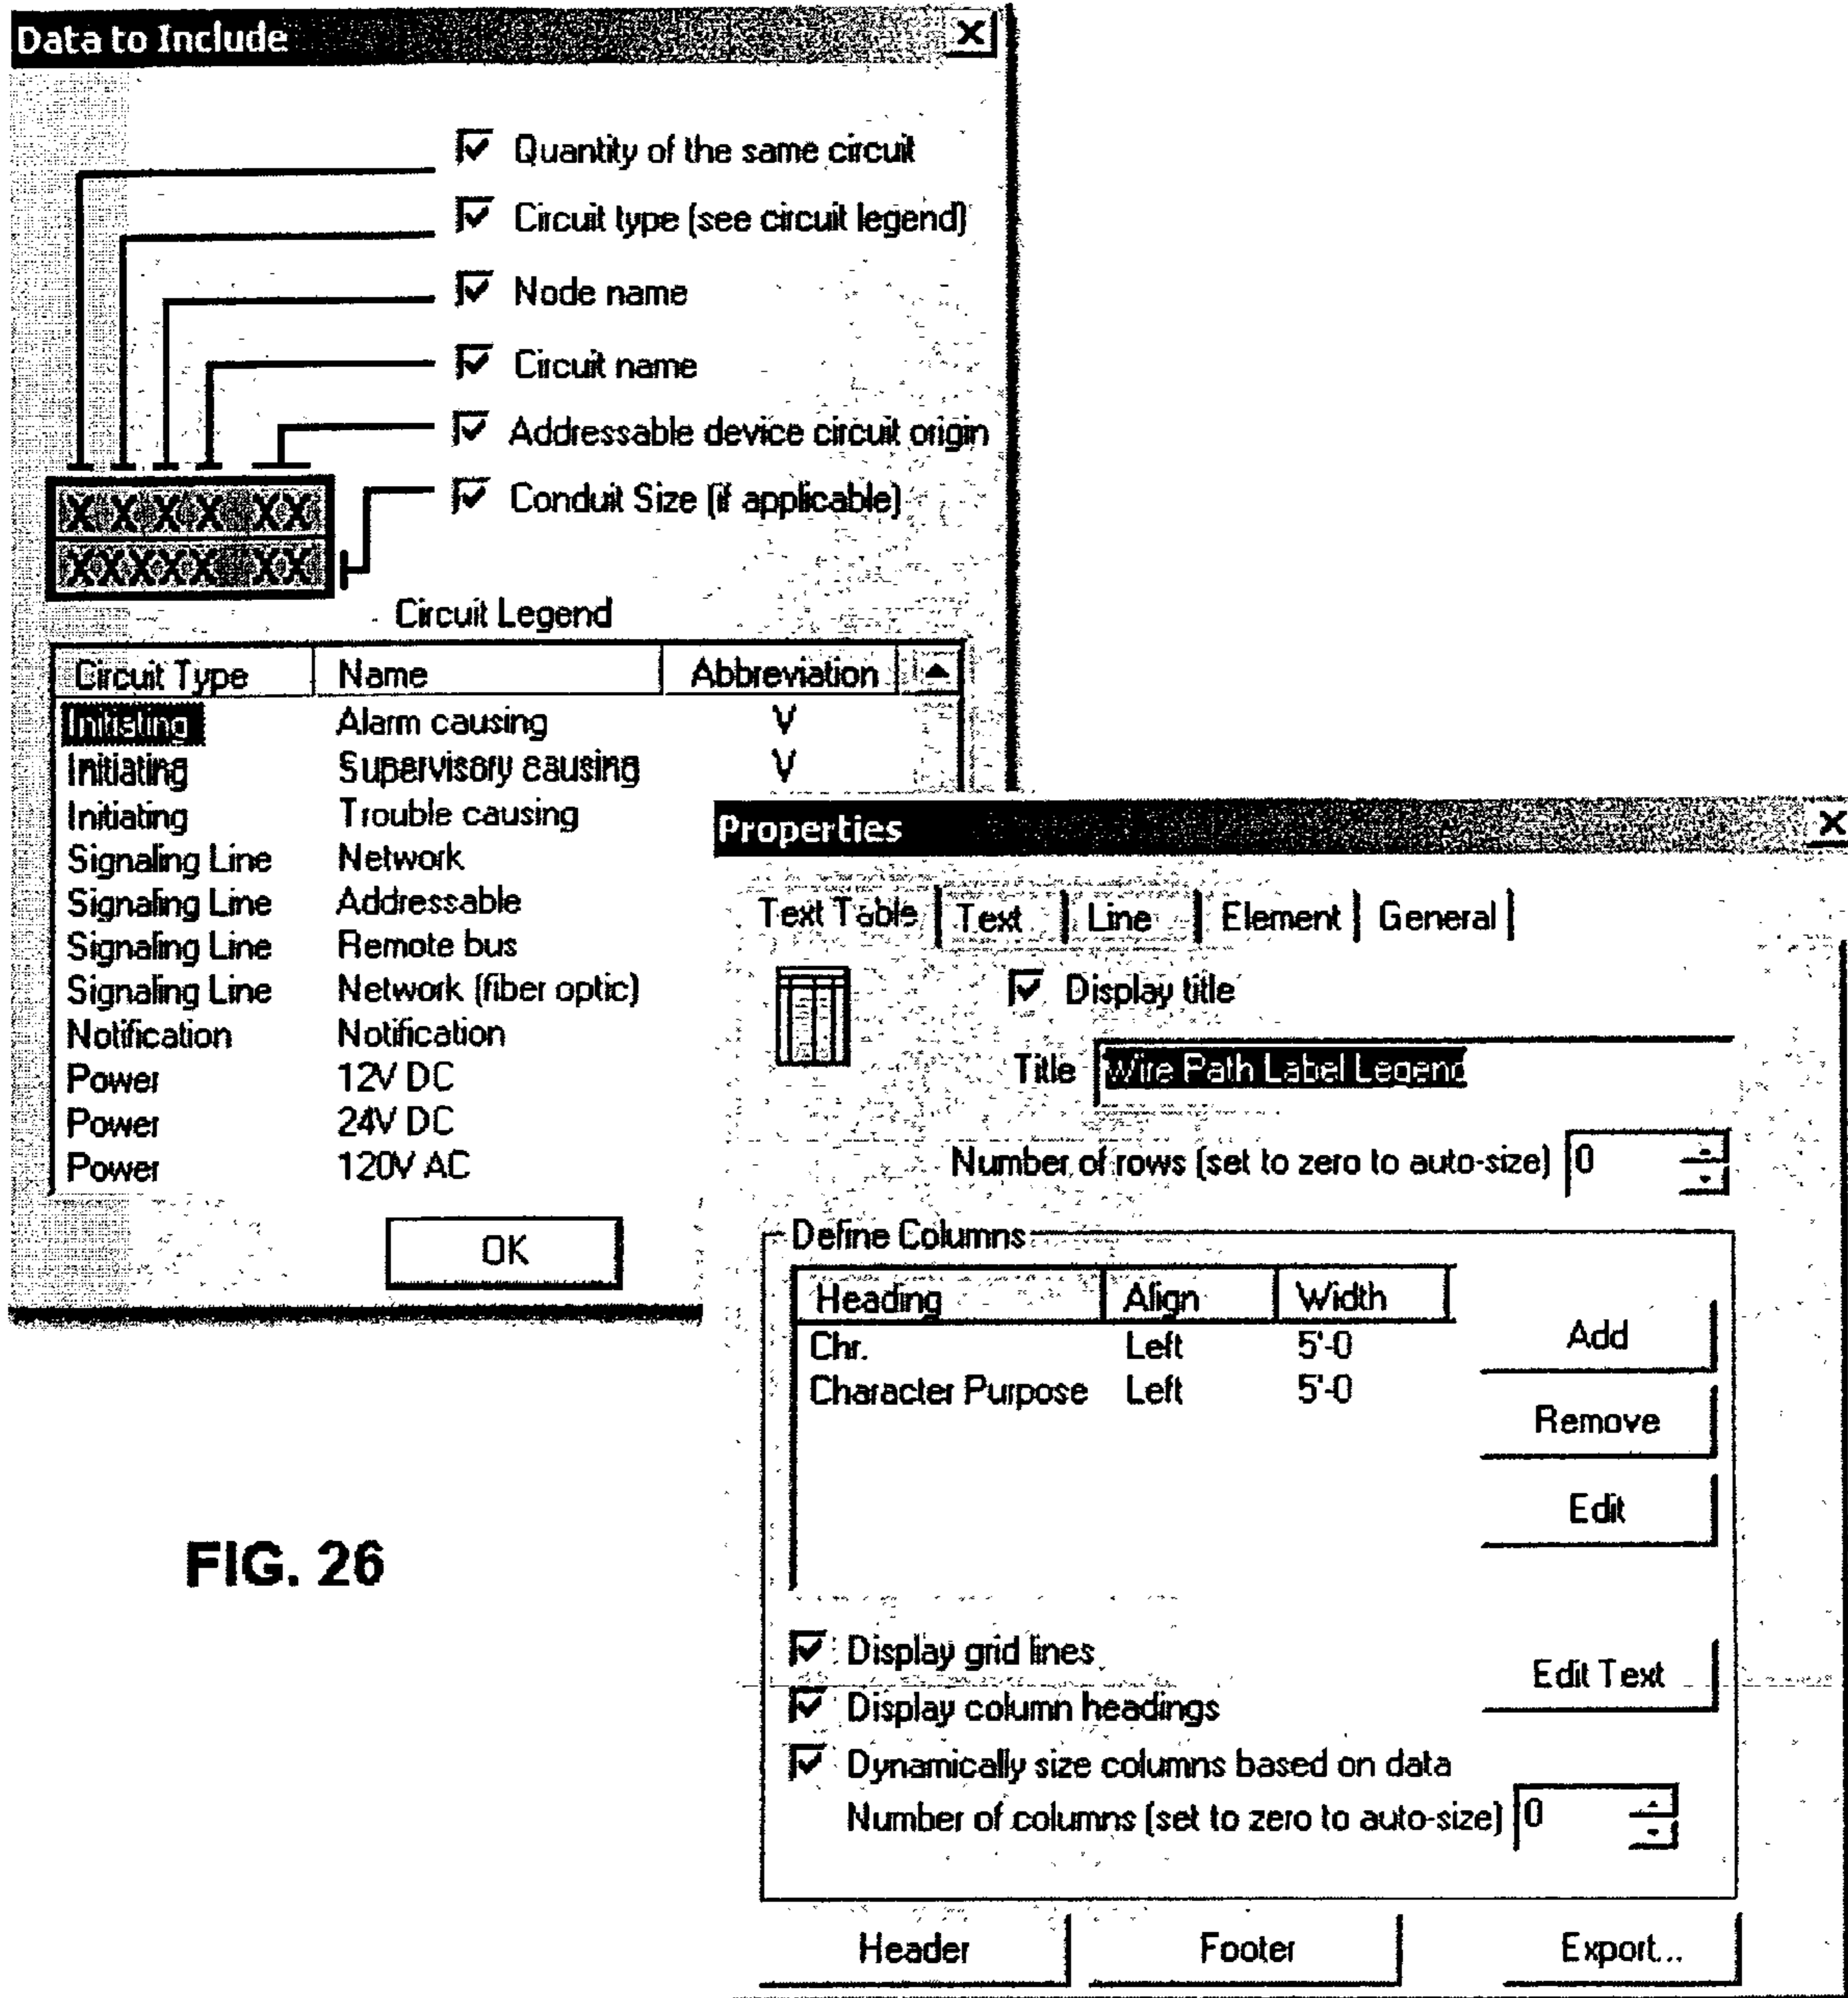 Data to Include
Quantity of the same circuit
Circuit type (see circuit legend)
Node name
Circuit name
Addressable device circuit origin
Conduit Size (if applicable)
X X X X XX
XXXXX XX
Circuit Legend
Circuit Type Name Abbreviation
Initiating Alarm causing V
Initiating Supervisory causing V
Initiating Trouble causing
Signaling Line Network
Signaling Line Addressable
Signaling Line Remote bus
Signaling Line Network (fiber optic)
Notification Notification
Power 12V DC
Power 24V DC
Power 120V AC
OK
FIG. 26
Properties
Text Table Text Line Element General
Display title
Title Wire Path Label Legend
Number of rows (set to zero to auto-size) 0
Define Columns
Heading Align Width
Chr. Left 5'-0
Character Purpose Left 5'-0
Add
Remove
Edit
Display grid lines
Edit Text
Display column headings
Dynamically size columns based on data
Number of columns (set to zero to auto-size) 0
Header Footer Export...